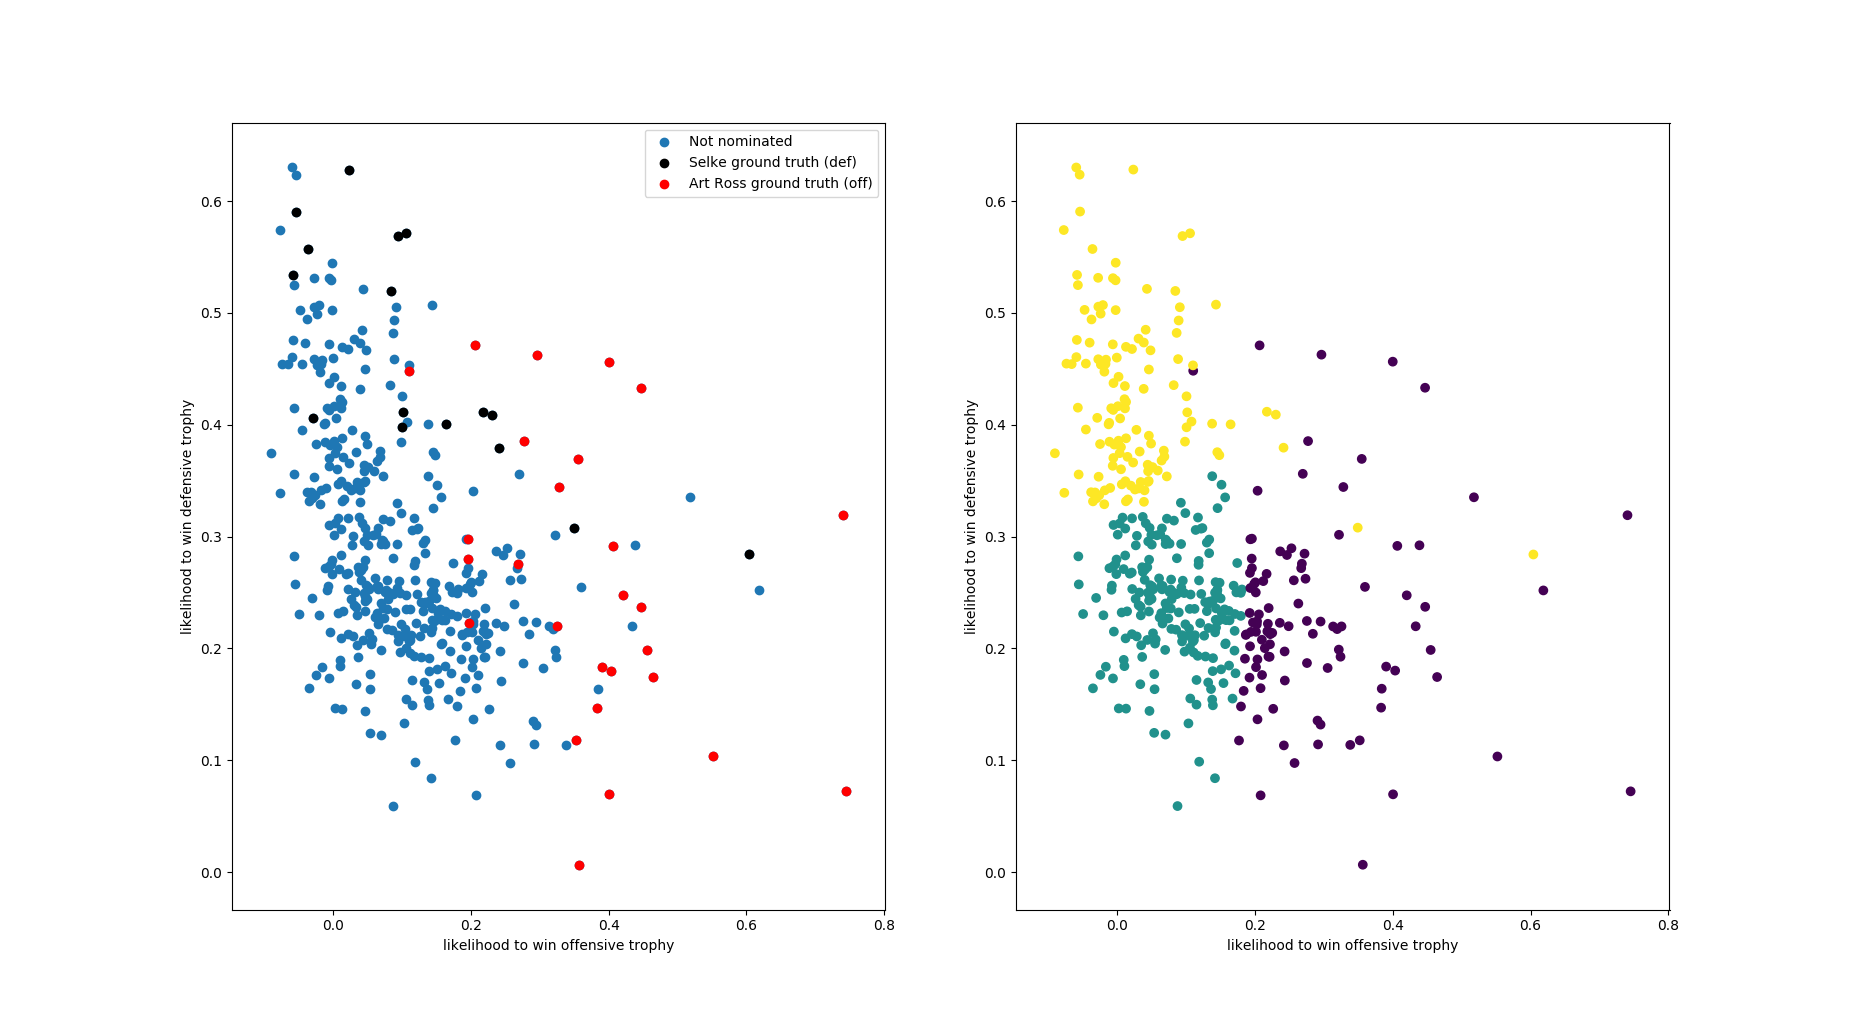 Not nominated
Selke ground truth (def)
Art Ross ground truth (off)
0.6
0.5
0.4
0.3
0.2
0.1
0.0
likelihood to win defensive trophy
0.0 0.2 0.4 0.6 0.8
likelihood to win offensive trophy
0.6
0.5
0.4
0.3
0.2
0.1
0.0
likelihood to win defensive trophy
0.0 0.2 0.4 0.6 0.8
likelihood to win offensive trophy